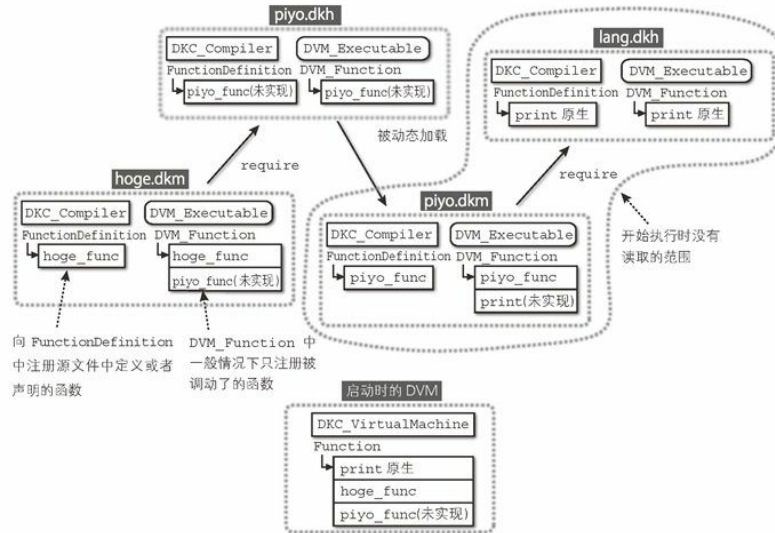 piyo.dkh
DKC_Compiler
DVM_Executable
FunctionDefinition
DVM_Function
piyo_func(未实现)
piyo_func(未实现)
被动态加载
lang.dkh
DKC_Compiler
DVM_Executable
FunctionDefinition
DVM_Function
print 原生
print 原生
require
require
hoge.dkm
DKC_Compiler
DVM_Executable
FunctionDefinition
DVM_Function
hoge_func
hoge_func
piyo_func(未实现)
piyo.dkm
DKC_Compiler
DVM_Executable
FunctionDefinition
DVM_Function
piyo_func
piyo_func
print(未实现)
开始执行时没有
读取的范围
向 FunctionDefinition
中注册源文件中定义或者
声明的函数
DVM_Function 中
一般情况下只注册被
调动了的函数
启动时的 DVM
DKC_VirtualMachine
Function
print 原生
hoge_func
piyo_func(未实现)